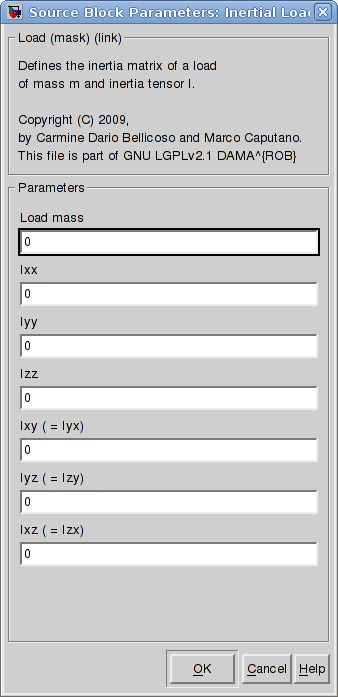 Source Block Parameters: Inertial Loa
Load (mask) (link)
Defines the inertia matrix of a load
of mass m and inertia tensor I.
Copyright (C) 2009,
by Carmine Dario Bellicoso and Marco Caputano.
This file is part of GNU LGPLv2.1 DAMA^{ROB}
Parameters
Load mass
0
Ixx
0
Iyy
0
Izz
0
Ixy ( = Iyx)
0
Iyz ( = Izy)
0
Ixz ( = Izx)
0
OK Cancel Help